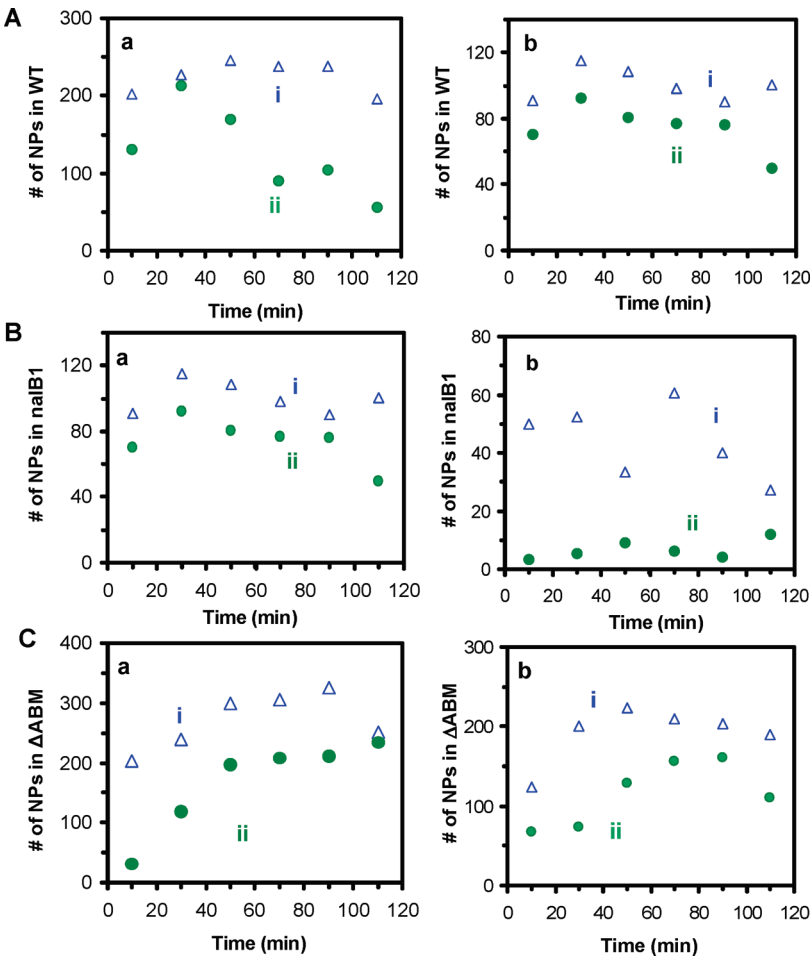 A
a
# of NPs in WT
300
200
100
0
i
ii
0 20 40 60 80 100 120
Time (min)
b
# of NPs in WT
120
80
40
0
i
ii
0 20 40 60 80 100 120
Time (min)
B
a
# of NPs in nalB1
120
80
40
0
i
ii
0 20 40 60 80 100 120
Time (min)
b
# of NPs in nalB1
80
60
40
20
0
i
ii
0 20 40 60 80 100 120
Time (min)
C
a
# of NPs in ΔABM
400
300
200
100
0
i
ii
0 20 40 60 80 100 120
Time (min)
b
# of NPs in ΔABM
300
200
100
0
i
ii
0 20 40 60 80 100 120
Time (min)